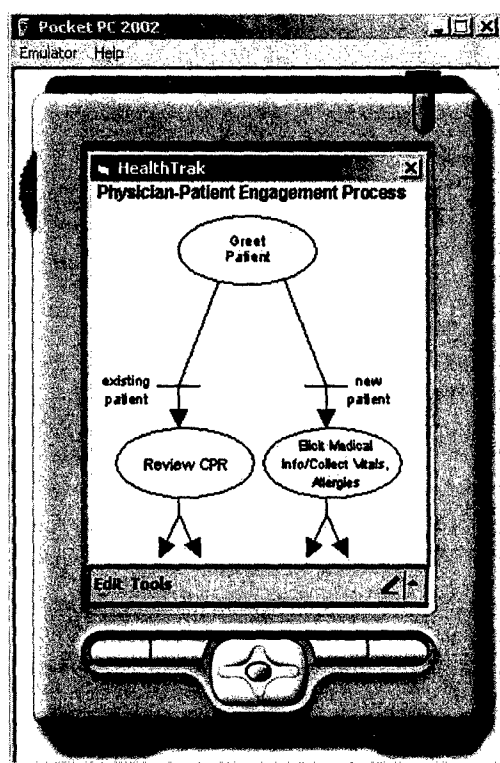 Pocket PC 2002
Emulator Help
HealthTrak
Physician-Patient Engagement Process
Greet
Patient
existing
patient
new
patient
Review CPR
Elicit Medical
Info/Collect Vitals,
Allergies
Edit Tools